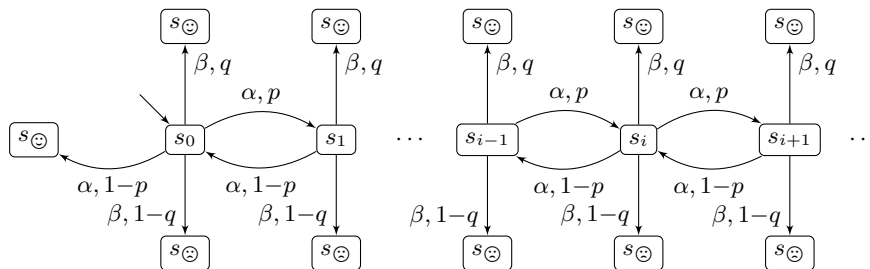 s☺ s☺ s☺ s☺ s☺
β, q β, q β, q β, q β, q
α, p α, p α, p
s☺ s₀ s₁ ··· sᵢ₋₁ sᵢ sᵢ₊₁ ··
α, 1−p α, 1−p α, 1−p α, 1−p
β, 1−q β, 1−q β, 1−q β, 1−q β, 1−q
s☹ s☹ s☹ s☹ s☹